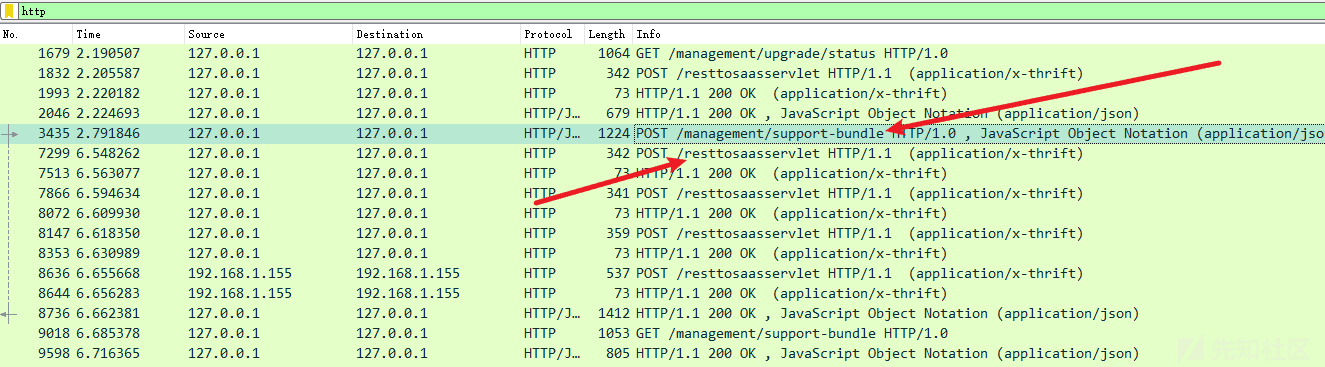 http
No. Time Source Destination Protocol Length Info
1679 2.190507 127.0.0.1 127.0.0.1 HTTP 1064 GET /management/upgrade/status HTTP/1.0
1832 2.205587 127.0.0.1 127.0.0.1 HTTP 342 POST /resttosaasservlet HTTP/1.1 (application/x-thrift)
1993 2.220182 127.0.0.1 127.0.0.1 HTTP 73 HTTP/1.1 200 OK (application/x-thrift)
2046 2.224693 127.0.0.1 127.0.0.1 HTTP/J… 679 HTTP/1.1 200 OK , JavaScript Object Notation (application/json)
3435 2.791846 127.0.0.1 127.0.0.1 HTTP/J… 1224 POST /management/support-bundle HTTP/1.0 , JavaScript Object Notation (application/jso
7299 6.548262 127.0.0.1 127.0.0.1 HTTP 342 POST /resttosaasservlet HTTP/1.1 (application/x-thrift)
7513 6.563077 127.0.0.1 127.0.0.1 HTTP 73 HTTP/1.1 200 OK (application/x-thrift)
7866 6.594634 127.0.0.1 127.0.0.1 HTTP 341 POST /resttosaasservlet HTTP/1.1 (application/x-thrift)
8072 6.609930 127.0.0.1 127.0.0.1 HTTP 73 HTTP/1.1 200 OK (application/x-thrift)
8147 6.618350 127.0.0.1 127.0.0.1 HTTP 359 POST /resttosaasservlet HTTP/1.1 (application/x-thrift)
8353 6.630989 127.0.0.1 127.0.0.1 HTTP 73 HTTP/1.1 200 OK (application/x-thrift)
8636 6.655668 192.168.1.155 192.168.1.155 HTTP 537 POST /resttosaasservlet HTTP/1.1 (application/x-thrift)
8644 6.656283 192.168.1.155 192.168.1.155 HTTP 73 HTTP/1.1 200 OK (application/x-thrift)
8736 6.662381 127.0.0.1 127.0.0.1 HTTP/J… 1412 HTTP/1.1 200 OK , JavaScript Object Notation (application/json)
9018 6.685378 127.0.0.1 127.0.0.1 HTTP 1053 GET /management/support-bundle HTTP/1.0
9598 6.716365 127.0.0.1 127.0.0.1 HTTP/J… 805 HTTP/1.1 200 OK , JavaScript Object Notation (application/json)
先知社区